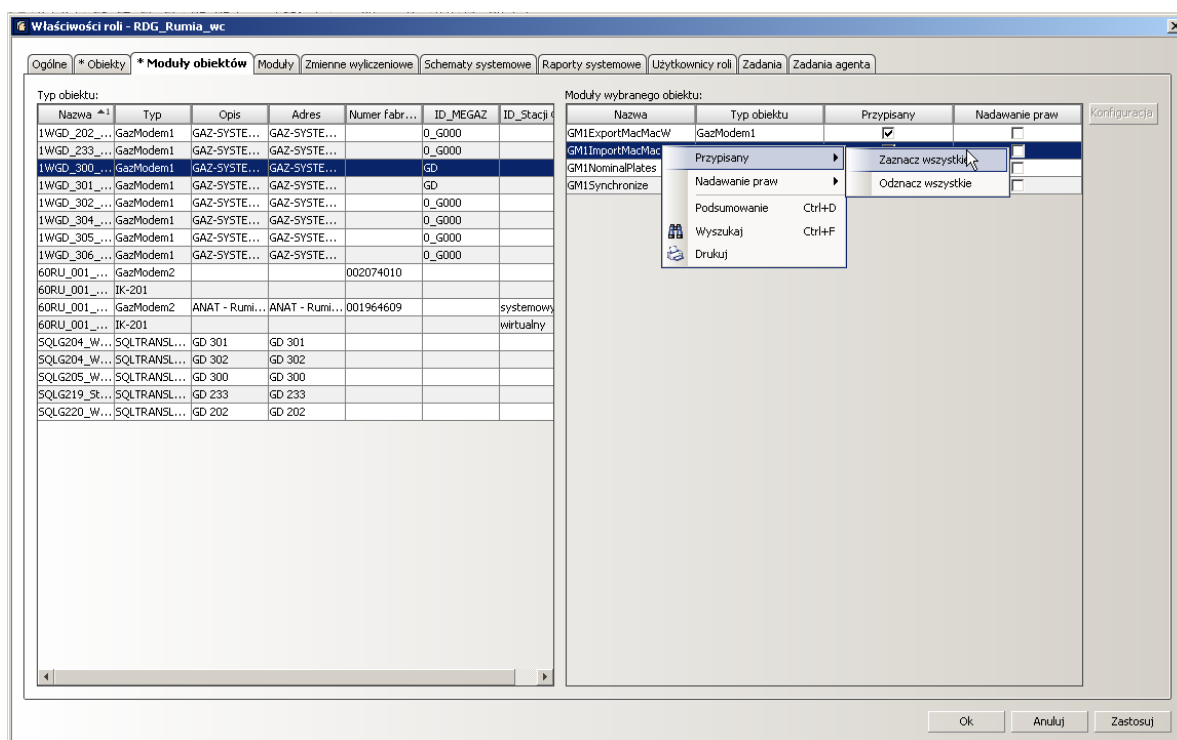 Właściwości roli - RDG_Rumia_wc
Ogólne * Obiekty * Moduły obiektów Moduły Zmienne wyliczeniowe Schematy systemowe Raporty systemowe Użytkownicy roli Zadania Zadania agenta
Typ obiektu:
Nazwa 1 Typ Opis Adres Numer fabr... ID_MEGAZ ID_Stacji
1WGD_202_... GazModem1 GAZ-SYSTE... GAZ-SYSTE... 0_G000
1WGD_233_... GazModem1 GAZ-SYSTE... GAZ-SYSTE... 0_G000
1WGD_300_... GazModem1 GAZ-SYSTE... GAZ-SYSTE... GD
1WGD_301_... GazModem1 GAZ-SYSTE... GAZ-SYSTE... GD
1WGD_302_... GazModem1 GAZ-SYSTE... GAZ-SYSTE... 0_G000
1WGD_304_... GazModem1 GAZ-SYSTE... GAZ-SYSTE... 0_G000
1WGD_305_... GazModem1 GAZ-SYSTE... GAZ-SYSTE... 0_G000
1WGD_306_... GazModem1 GAZ-SYSTE... GAZ-SYSTE... 0_G000
60RU_001_... GazModem2 002074010
60RU_001_... IK-201
60RU_001_... GazModem2 ANAT - Rumi... ANAT - Rumi... 001964609 systemowy
60RU_001_... IK-201 wirtualny
SQLG204_W... SQLTRANSL... GD 301 GD 301
SQLG204_W... SQLTRANSL... GD 302 GD 302
SQLG205_W... SQLTRANSL... GD 300 GD 300
SQLG219_St... SQLTRANSL... GD 233 GD 233
SQLG220_W... SQLTRANSL... GD 202 GD 202
Moduły wybranego obiektu:
Nazwa Typ obiektu Przypisany Nadawanie praw
GM1ExportMacMacW GazModem1
GM1ImportMacMac
GM1NominalPlates
GM1Synchronize
Przypisany
Nadawanie praw
Podsumowanie Ctrl+D
Wyszukaj Ctrl+F
Drukuj
Zaznacz wszystkie
Odznacz wszystkie
Konfiguracja
Ok Anuluj Zastosuj